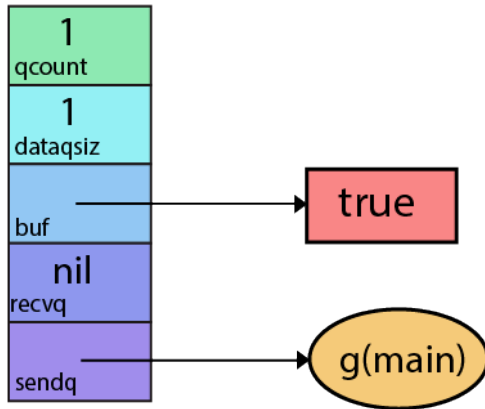 1
qcount
1
dataqsiz
buf
true
nil
recvq
sendq
g(main)